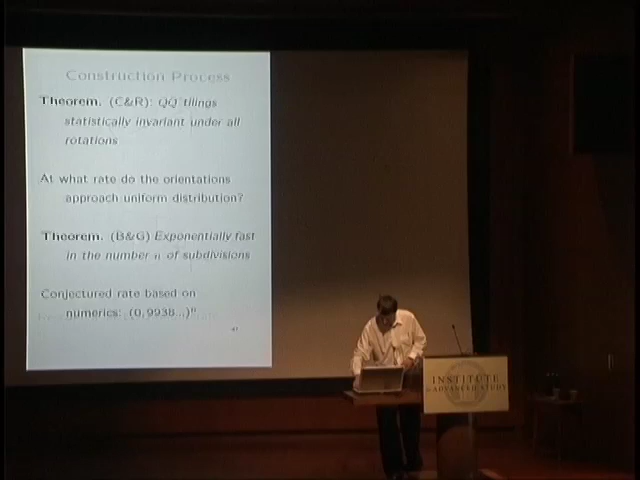 Construction Process
Theorem. (C&R): QQ tilings
statistically invariant under all
rotations
At what rate do the orientations
approach uniform distribution?
Theorem. (B&G) Exponentially fast
in the number n of subdivisions
Conjectured rate based on
numerics: (0,9938...)ⁿ
INSTITUTE
for ADVANCED STUDY